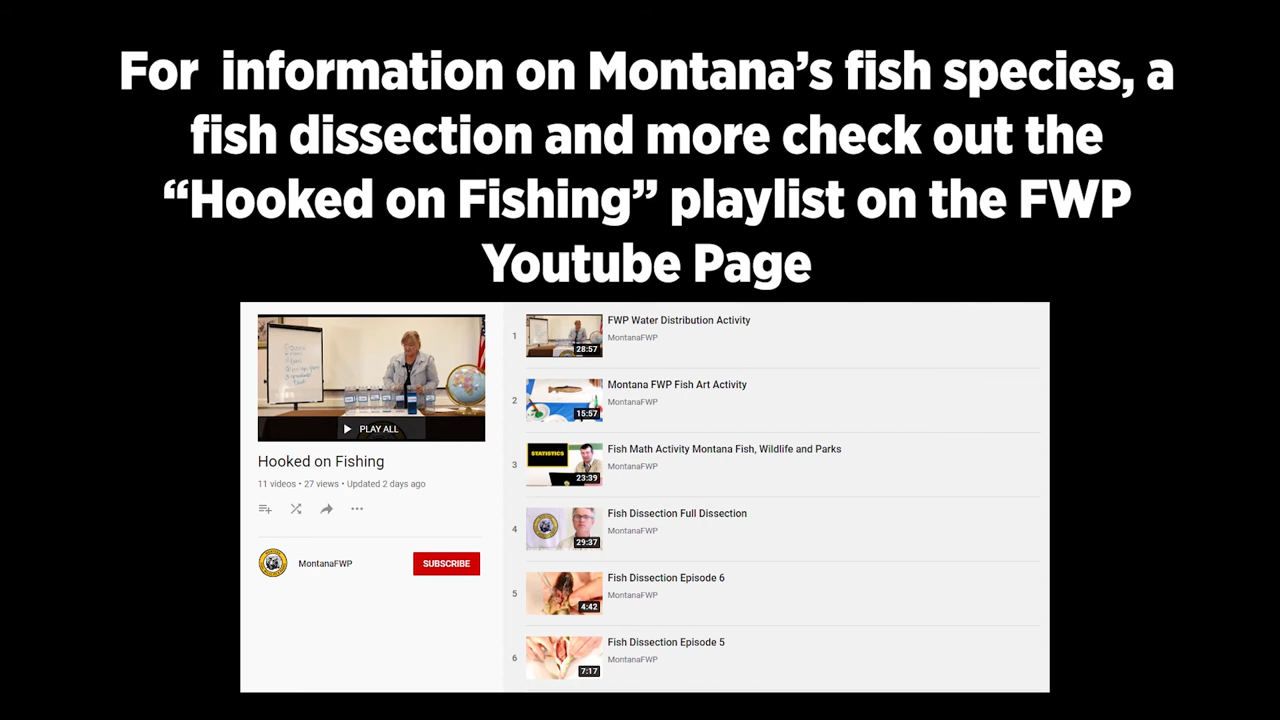 For  information on Montana’s fish species, a
fish dissection and more check out the
“Hooked on Fishing” playlist on the FWP
Youtube Page
PLAY ALL
Hooked on Fishing
11 videos • 27 views • Updated 2 days ago
MontanaFWP
SUBSCRIBE
1
28:57
FWP Water Distribution Activity
MontanaFWP
2
15:57
Montana FWP Fish Art Activity
MontanaFWP
3
STATISTICS
23:39
Fish Math Activity Montana Fish, Wildlife and Parks
MontanaFWP
4
29:37
Fish Dissection Full Dissection
MontanaFWP
5
4:42
Fish Dissection Episode 6
MontanaFWP
6
7:17
Fish Dissection Episode 5
MontanaFWP